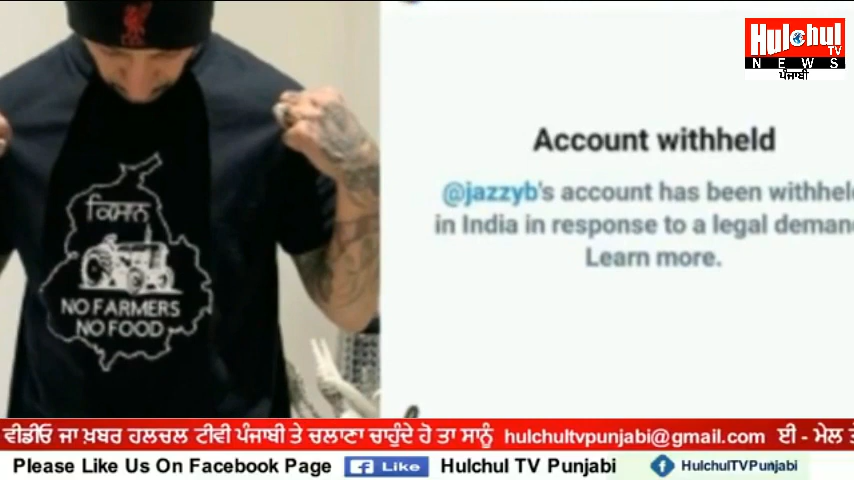 Hulchul
TV
NEWS
ਪੰਜਾਬੀ
ਕਿਸਾਨ
NO FARMERS
NO FOOD
Account withheld
@jazzyb's account has been withheld
in India in response to a legal deman
Learn more.
ਵੀਡੀਓ ਜਾ ਖ਼ਬਰ ਹਲਚਲ ਟੀਵੀ ਪੰਜਾਬੀ ਤੇ ਚਲਾਣਾ ਚਾਹੁੰਦੇ ਹੋ ਤਾ ਸਾਨੂੰ hulchultvpunjabi@gmail.com ਈ - ਮੇਲ ਤੇ
Please Like Us On Facebook Page Like Hulchul TV Punjabi HulchulTVPunjabi